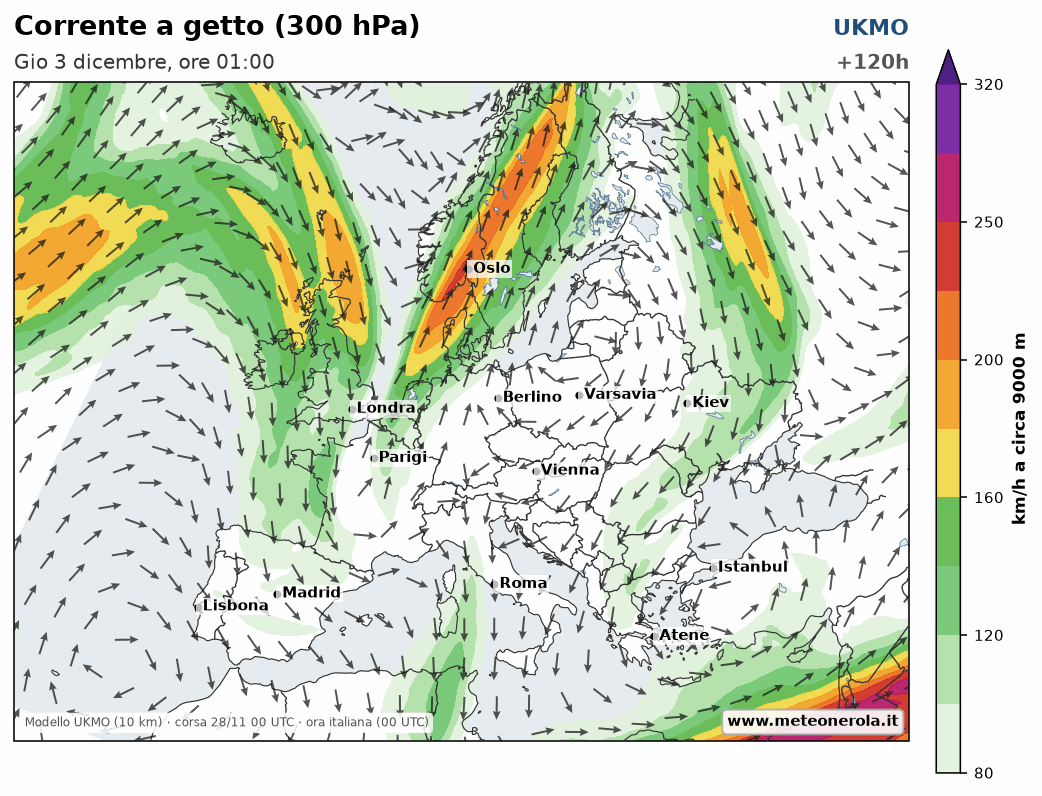 Corrente a getto (300 hPa)
UKMO
Gio 3 dicembre, ore 01:00
+120h
320
250
200
160
120
80
km/h a circa 9000 m
Oslo
Londra
Berlino
Varsavia
Kiev
Parigi
Vienna
Istanbul
Roma
Madrid
Lisbona
Atene
Modello UKMO (10 km) · corsa 28/11 00 UTC · ora italiana (00 UTC)
www.meteonerola.it